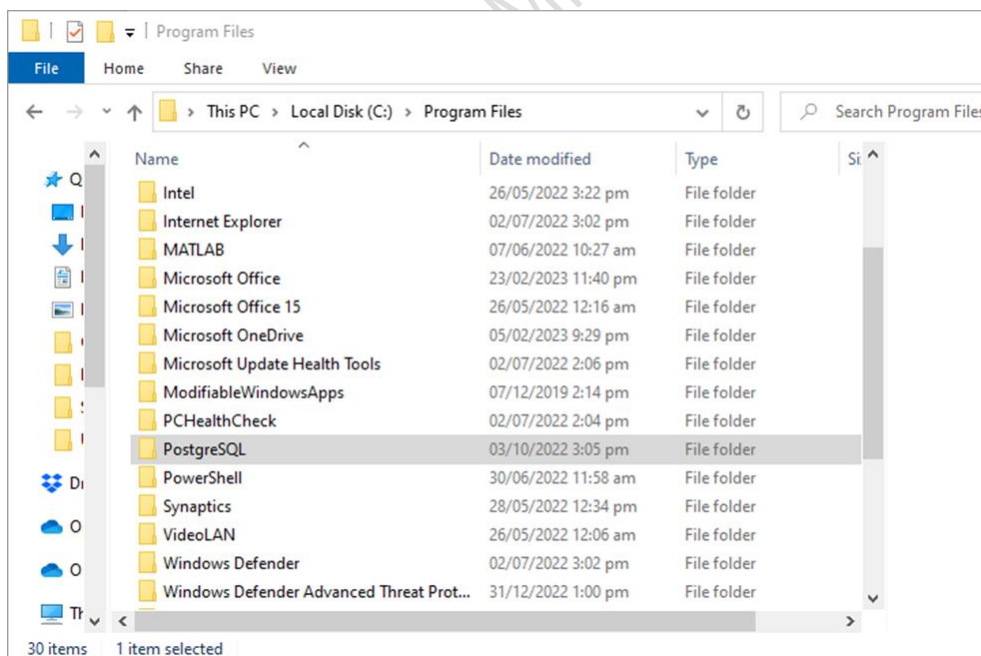 Program Files
File Home Share View
This PC > Local Disk (C:) > Program Files Search Program Files
Name Date modified Type
Intel 26/05/2022 3:22 pm File folder
Internet Explorer 02/07/2022 3:02 pm File folder
MATLAB 07/06/2022 10:27 am File folder
Microsoft Office 23/02/2023 11:40 pm File folder
Microsoft Office 15 26/05/2022 12:16 am File folder
Microsoft OneDrive 05/02/2023 9:29 pm File folder
Microsoft Update Health Tools 02/07/2022 2:06 pm File folder
ModifiableWindowsApps 07/12/2019 2:14 pm File folder
PCHealthCheck 02/07/2022 2:04 pm File folder
PostgreSQL 03/10/2022 3:05 pm File folder
PowerShell 30/06/2022 11:58 am File folder
Synaptics 28/05/2022 12:34 pm File folder
VideoLAN 26/05/2022 12:06 am File folder
Windows Defender 02/07/2022 3:02 pm File folder
Windows Defender Advanced Threat Prot... 31/12/2022 1:00 pm File folder
30 items 1 item selected